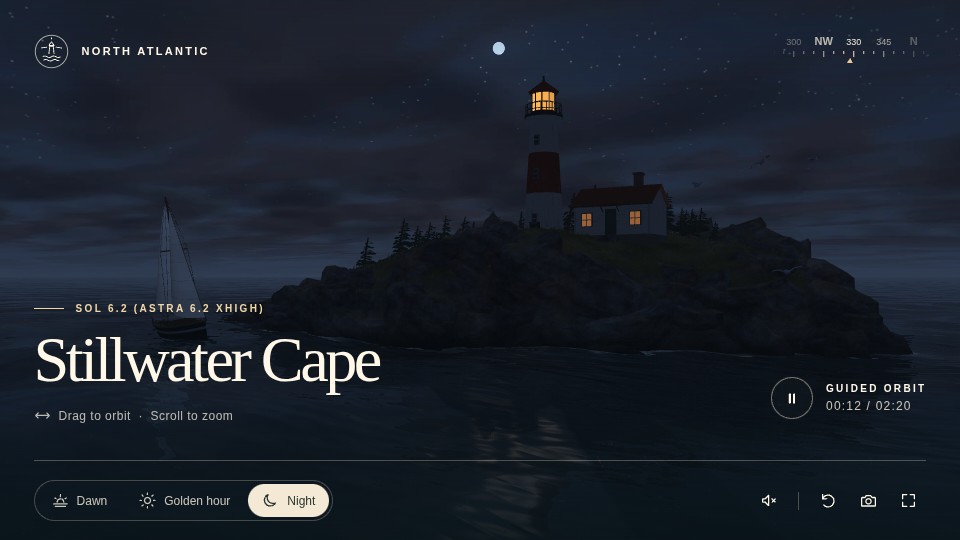 NORTH ATLANTIC
300 NW 330 345 N
SOL 6.2 (ASTRA 6.2 XHIGH)
Stillwater Cape
Drag to orbit · Scroll to zoom
GUIDED ORBIT
00:12 / 02:20
Dawn
Golden hour
Night